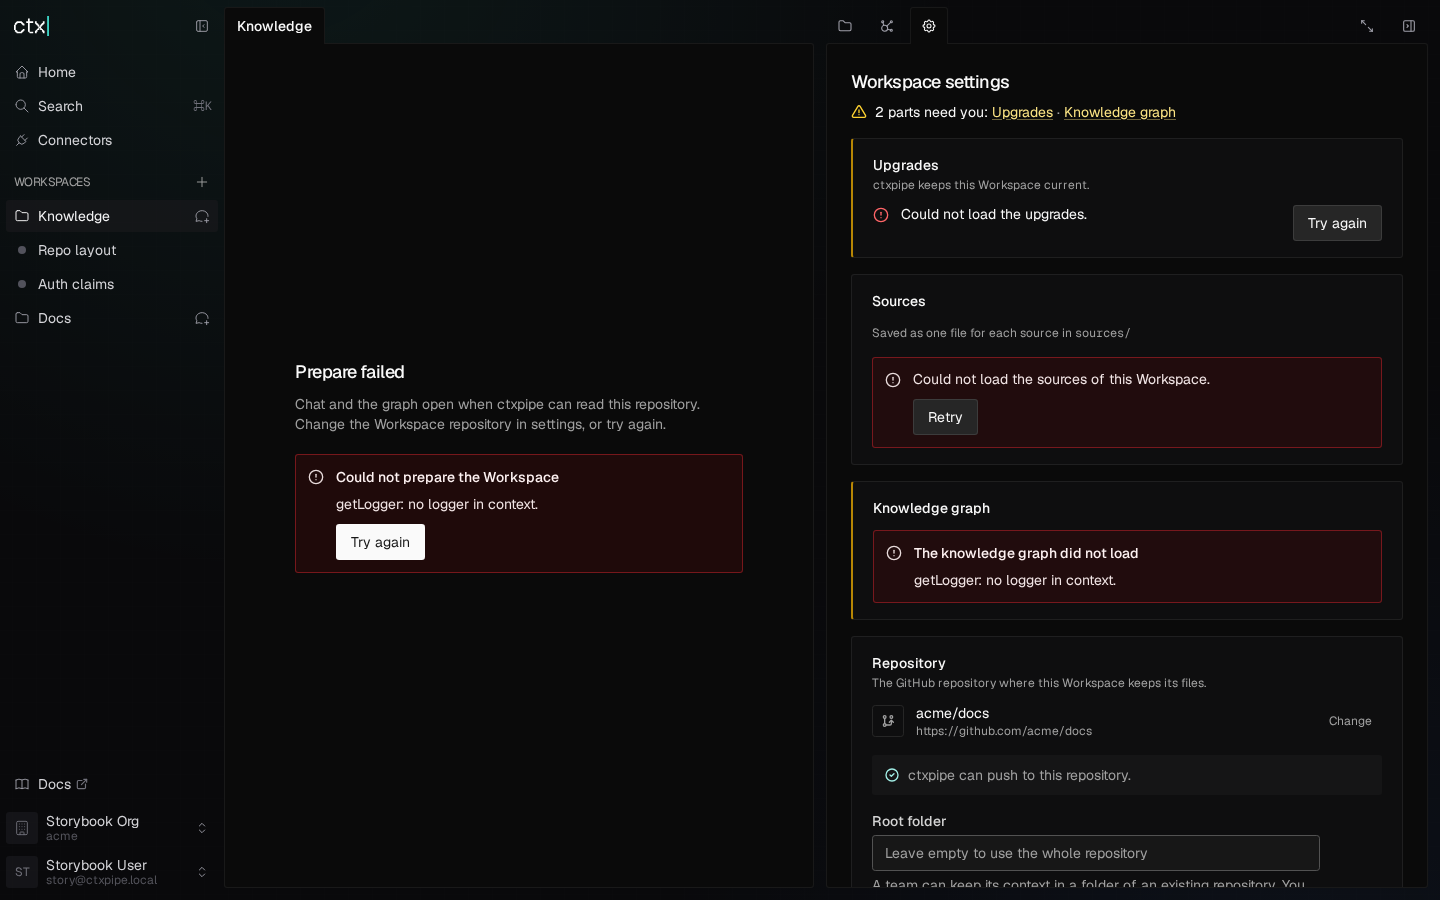 ctx
Home
Search ⌘K
Connectors
WORKSPACES
Knowledge
Repo layout
Auth claims
Docs
Docs
Storybook Org
acme
ST
Storybook User
story@ctxpipe.local
Knowledge
Prepare failed
Chat and the graph open when ctxpipe can read this repository.
Change the Workspace repository in settings, or try again.
Could not prepare the Workspace
getLogger: no logger in context.
Try again
Workspace settings
2 parts need you: Upgrades · Knowledge graph
Upgrades
ctxpipe keeps this Workspace current.
Could not load the upgrades.
Try again
Sources
Saved as one file for each source in sources/
Could not load the sources of this Workspace.
Retry
Knowledge graph
The knowledge graph did not load
getLogger: no logger in context.
Repository
The GitHub repository where this Workspace keeps its files.
acme/docs
https://github.com/acme/docs
Change
ctxpipe can push to this repository.
Root folder
Leave empty to use the whole repository
A team can keep its context in a folder of an existing repository. You